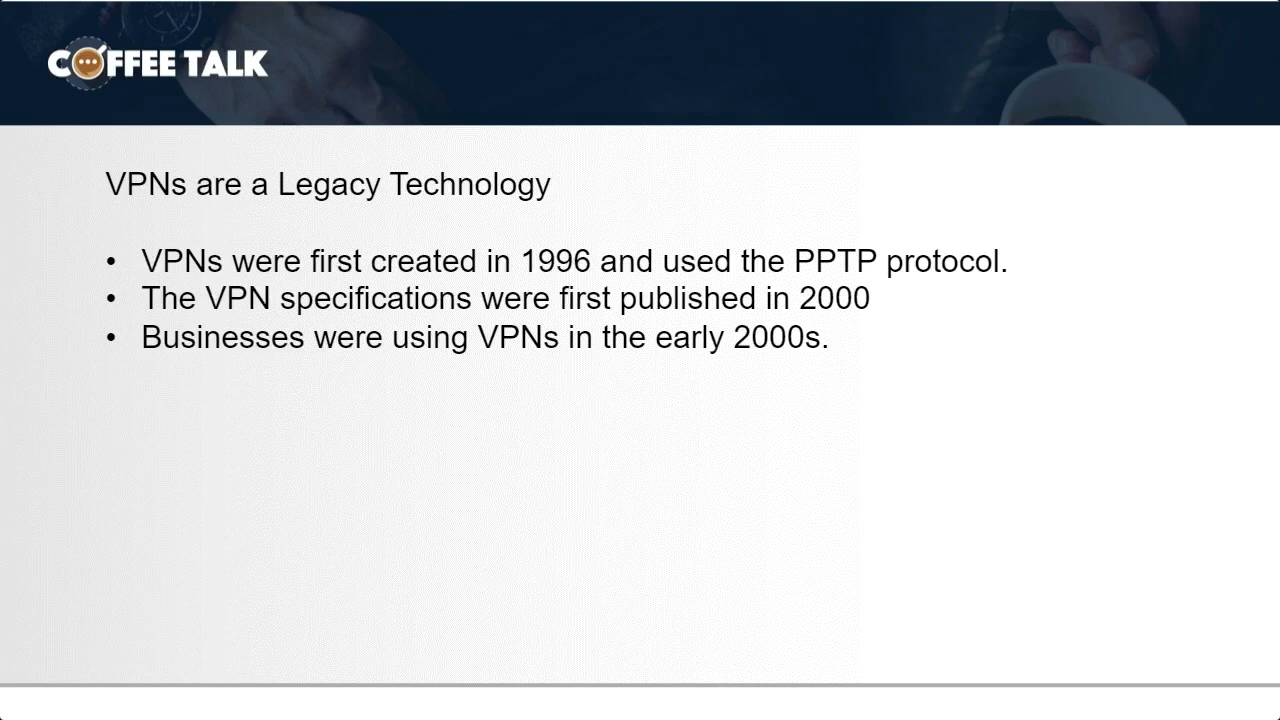 COFFEE TALK
VPNs are a Legacy Technology
• VPNs were first created in 1996 and used the PPTP protocol.
• The VPN specifications were first published in 2000
• Businesses were using VPNs in the early 2000s.